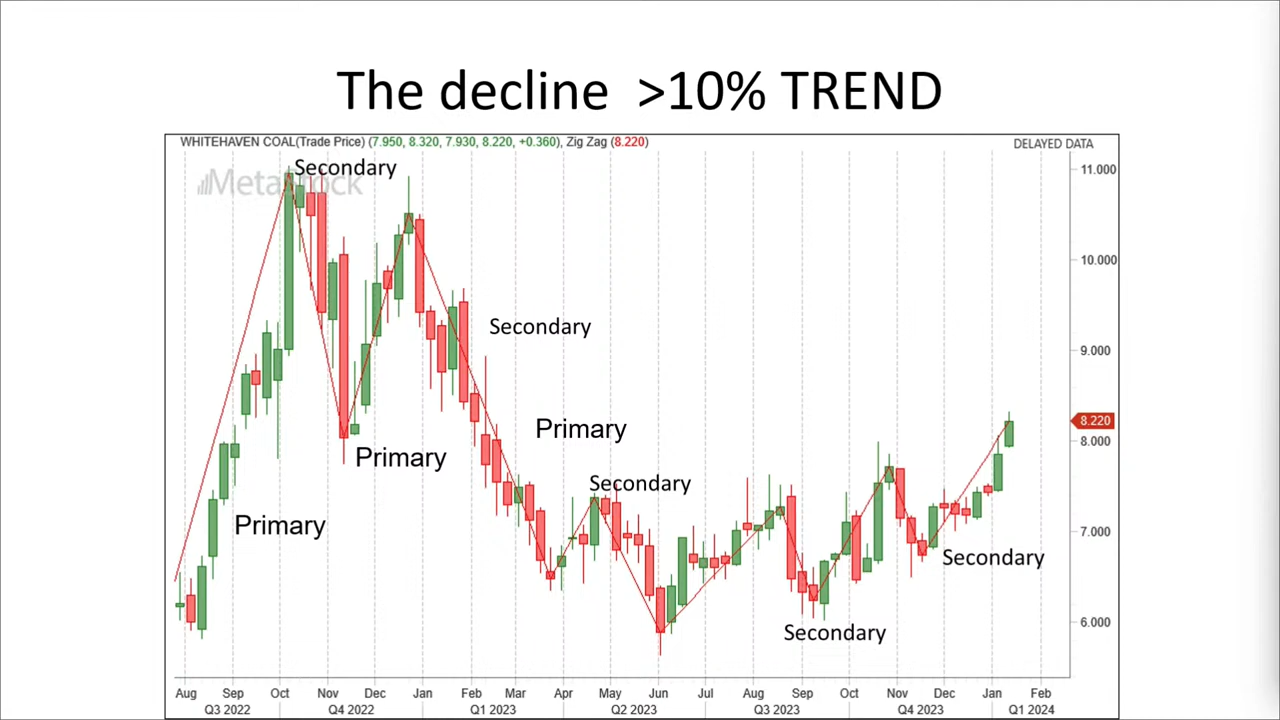 The decline >10% TREND
WHITEHAVEN COAL(Trade Price) (7.950, 8.320, 7.930, 8.220, +0.360), Zig Zag (8.220)
DELAYED DATA
MetaStock
Secondary
11.000
10.000
Secondary
9.000
Primary
8.220
8.000
Primary
Secondary
Primary
7.000
Secondary
Secondary
6.000
Aug Sep Oct Nov Dec Jan Feb Mar Apr May Jun Jul Aug Sep Oct Nov Dec Jan Feb
Q3 2022 Q4 2022 Q1 2023 Q2 2023 Q3 2023 Q4 2023 Q1 2024